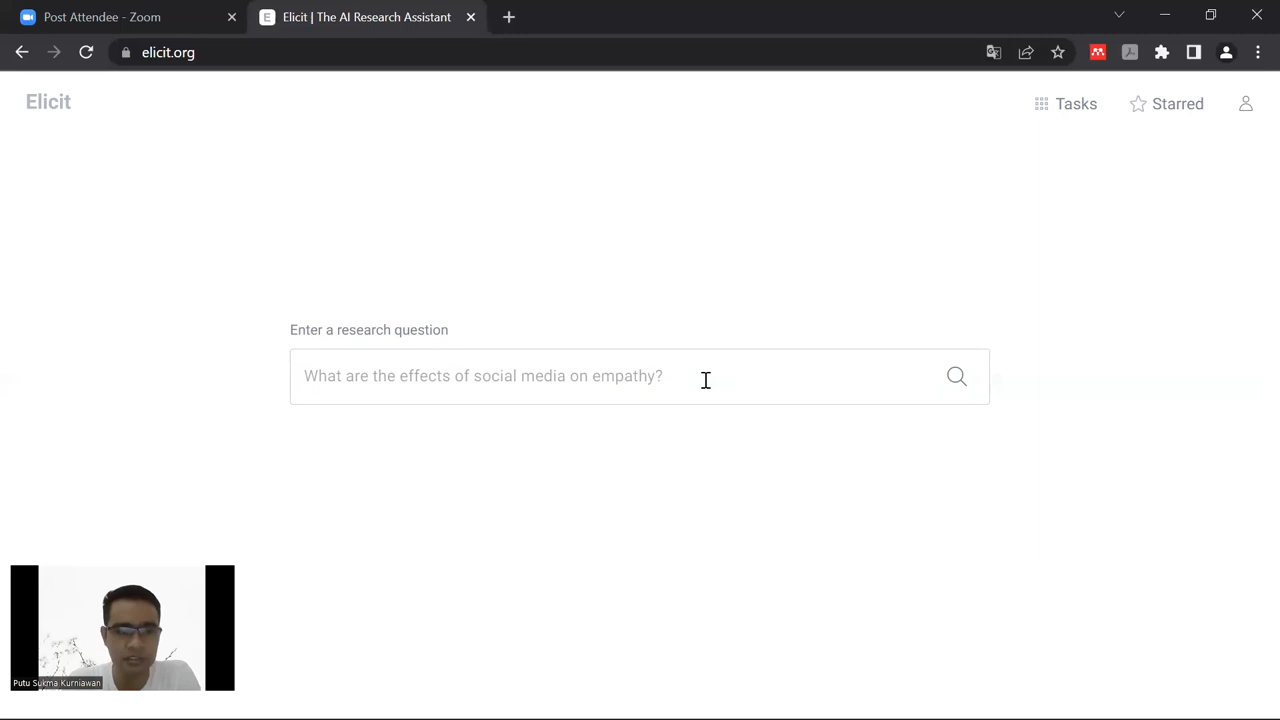 Post Attendee - Zoom
Elicit | The AI Research Assistant
elicit.org
Elicit
Tasks
Starred
Enter a research question
What are the effects of social media on empathy?
Putu Sukma Kurniawan